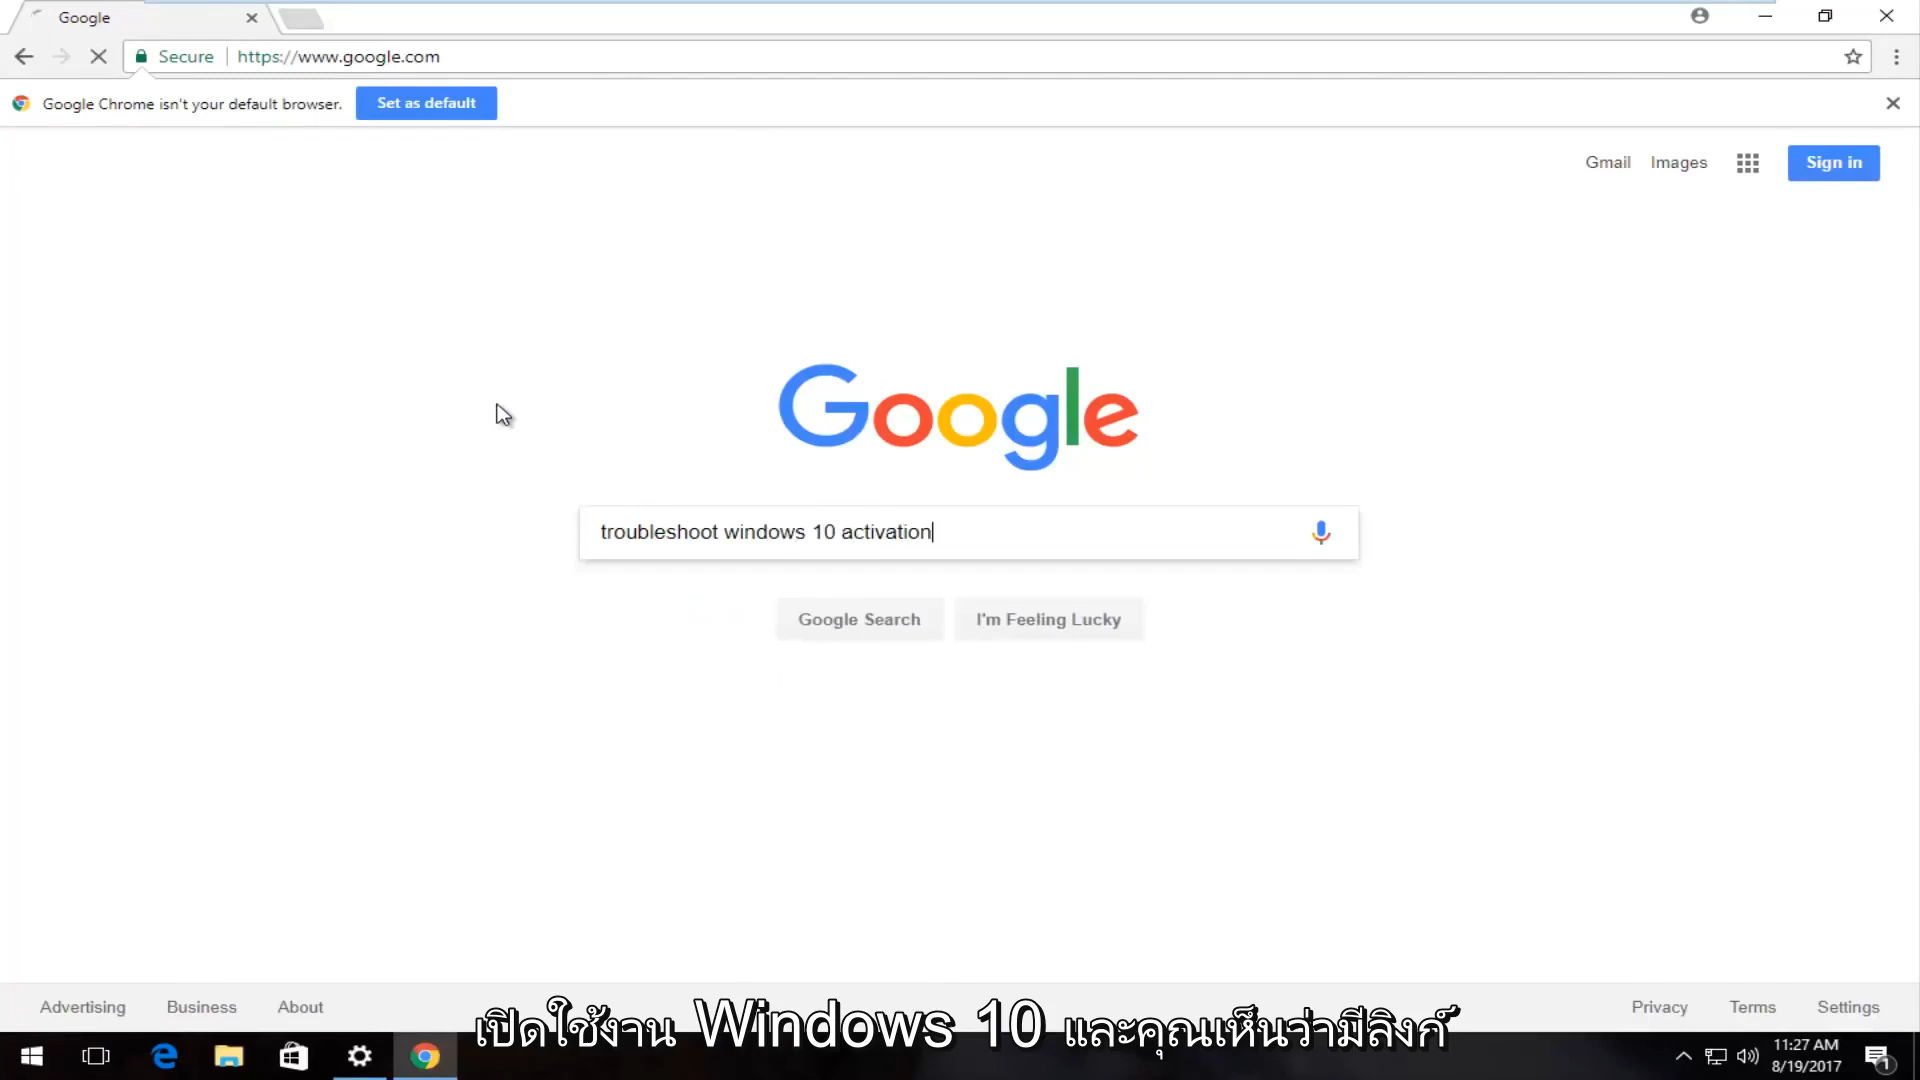 Google
Secure https://www.google.com
Google Chrome isn't your default browser. Set as default
Gmail Images Sign in
Google
troubleshoot windows 10 activation
Google Search I'm Feeling Lucky
Advertising Business About Privacy Terms Settings
เปิดใช้งาน Windows 10 และคุณเห็นว่ามีลิงก์
11:27 AM
8/19/2017
1